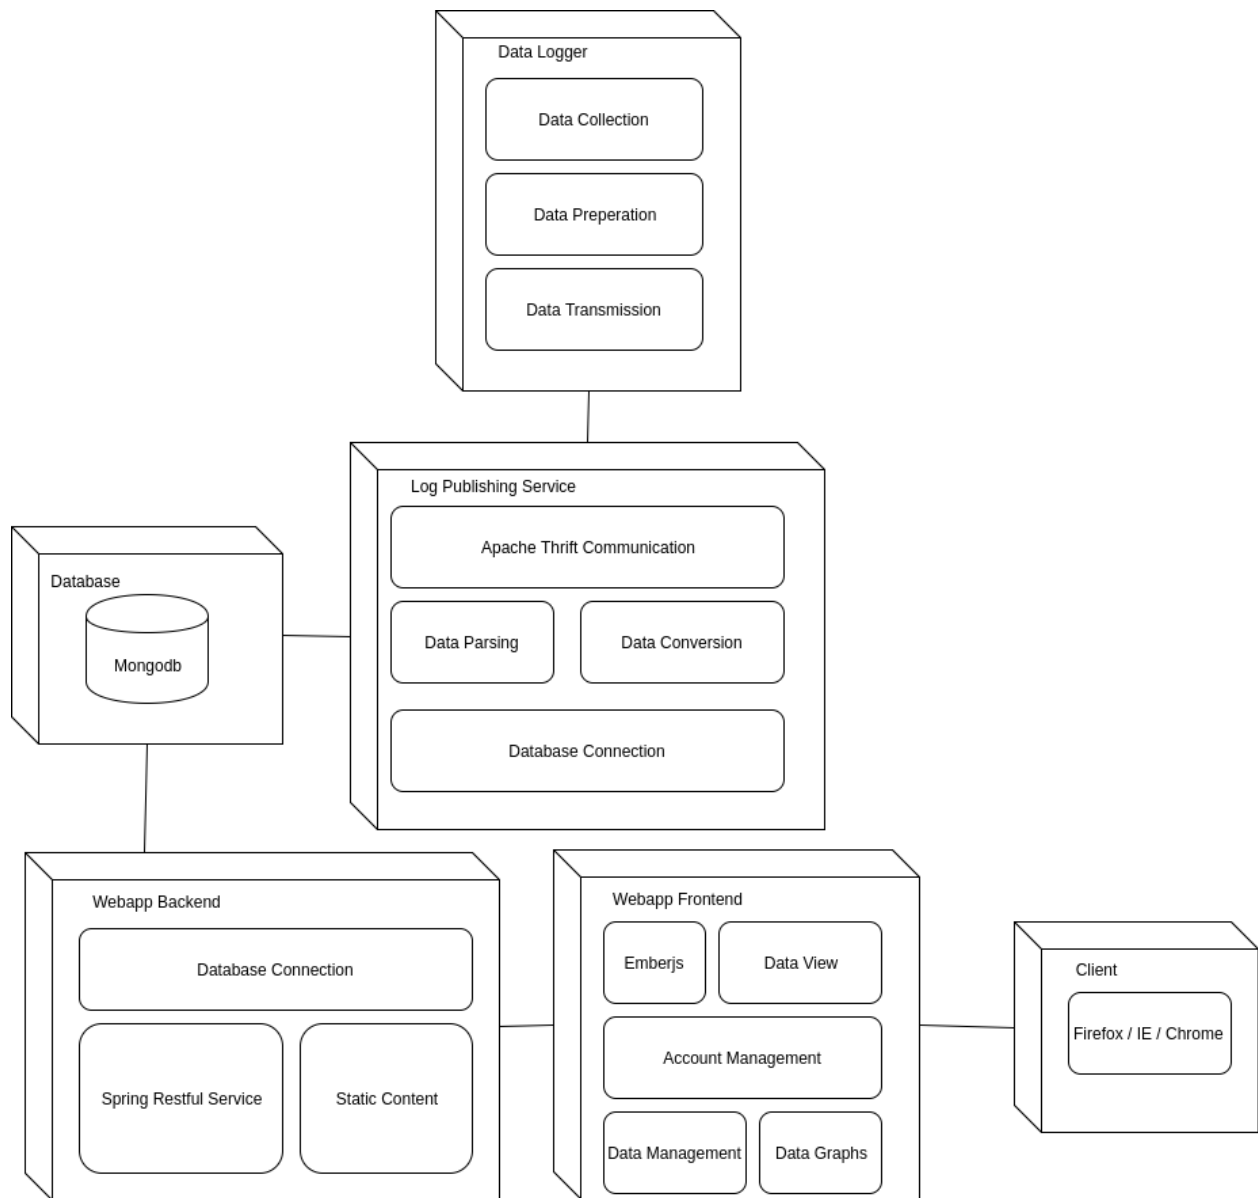 Data Logger
Data Collection
Data Preperation
Data Transmission
Log Publishing Service
Apache Thrift Communication
Data Parsing
Data Conversion
Database Connection
Database
Mongodb
Webapp Backend
Database Connection
Spring Restful Service
Static Content
Webapp Frontend
Emberjs
Data View
Account Management
Data Management
Data Graphs
Client
Firefox / IE / Chrome